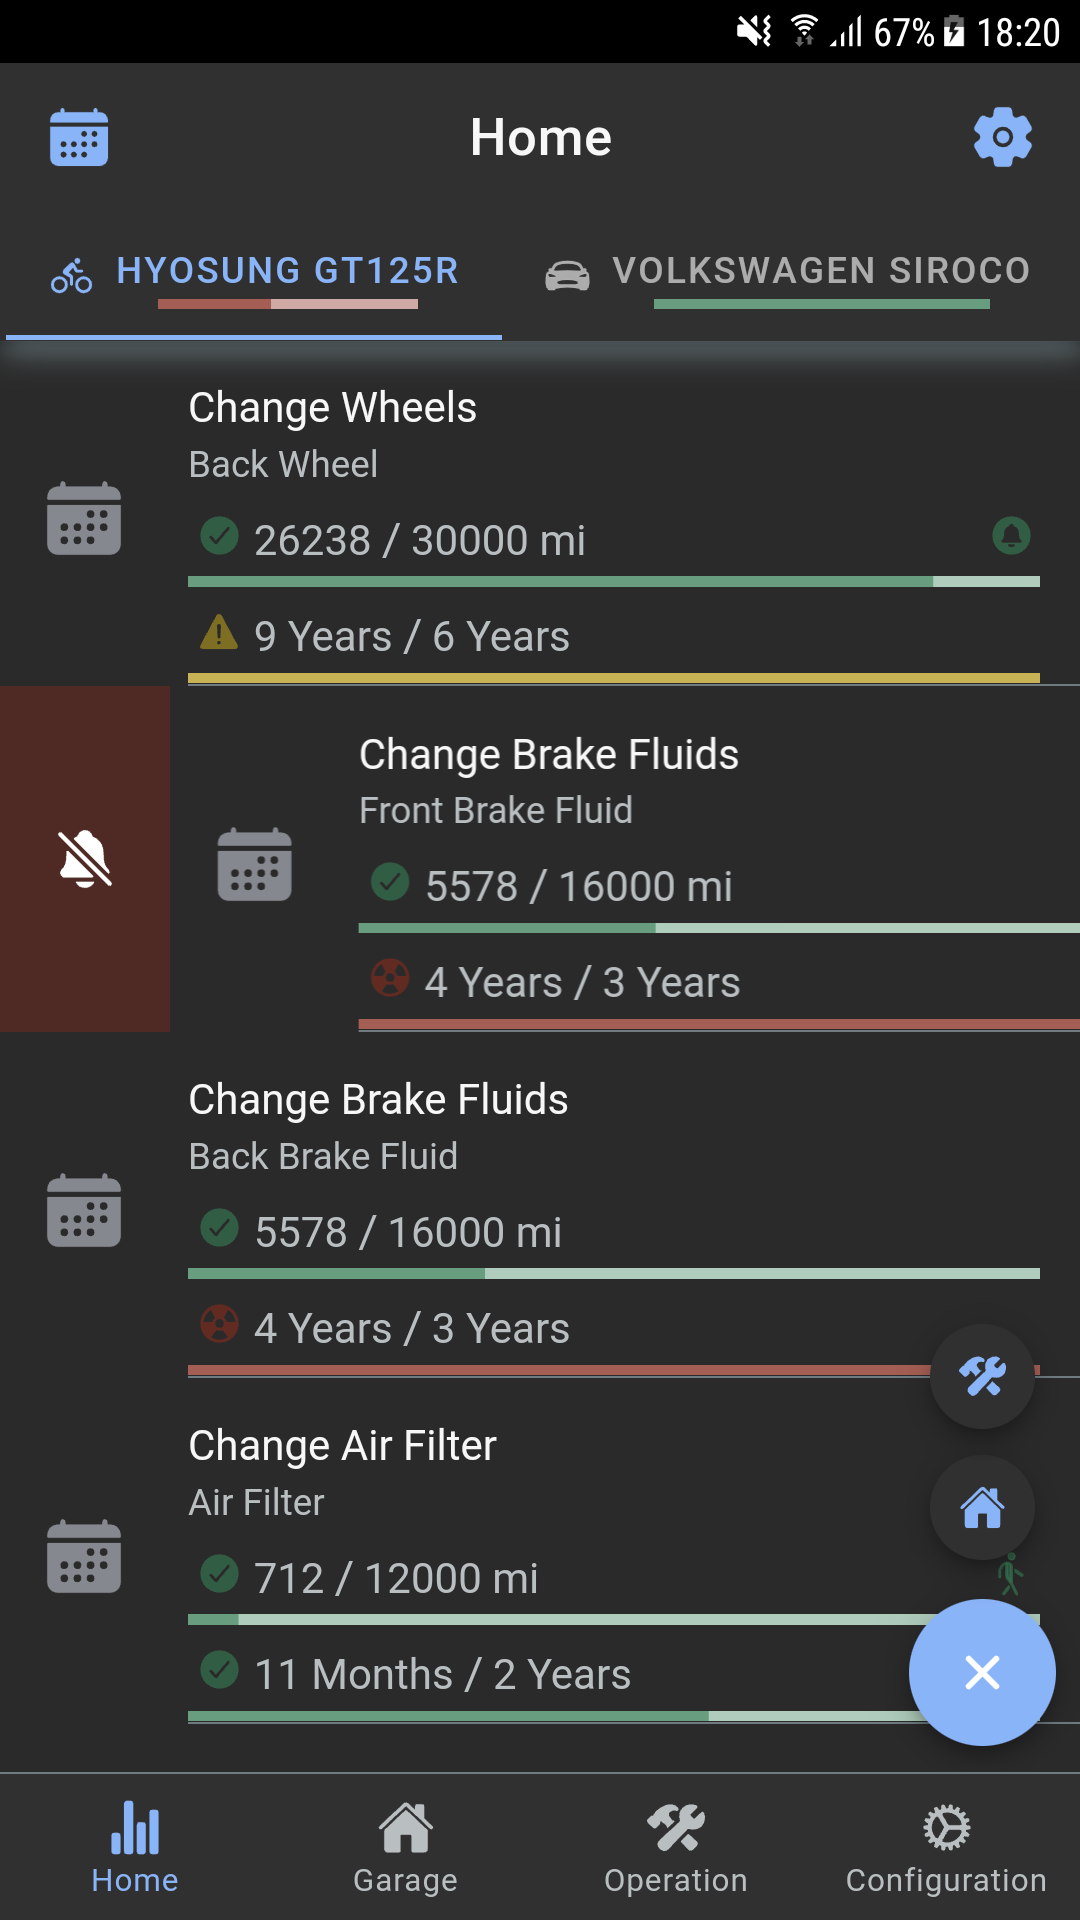 67% 18:20
Home
HYOSUNG GT125R
VOLKSWAGEN SIROCO
Change Wheels
Back Wheel
26238 / 30000 mi
9 Years / 6 Years
Change Brake Fluids
Front Brake Fluid
5578 / 16000 mi
4 Years / 3 Years
Change Brake Fluids
Back Brake Fluid
5578 / 16000 mi
4 Years / 3 Years
Change Air Filter
Air Filter
712 / 12000 mi
11 Months / 2 Years
Home
Garage
Operation
Configuration